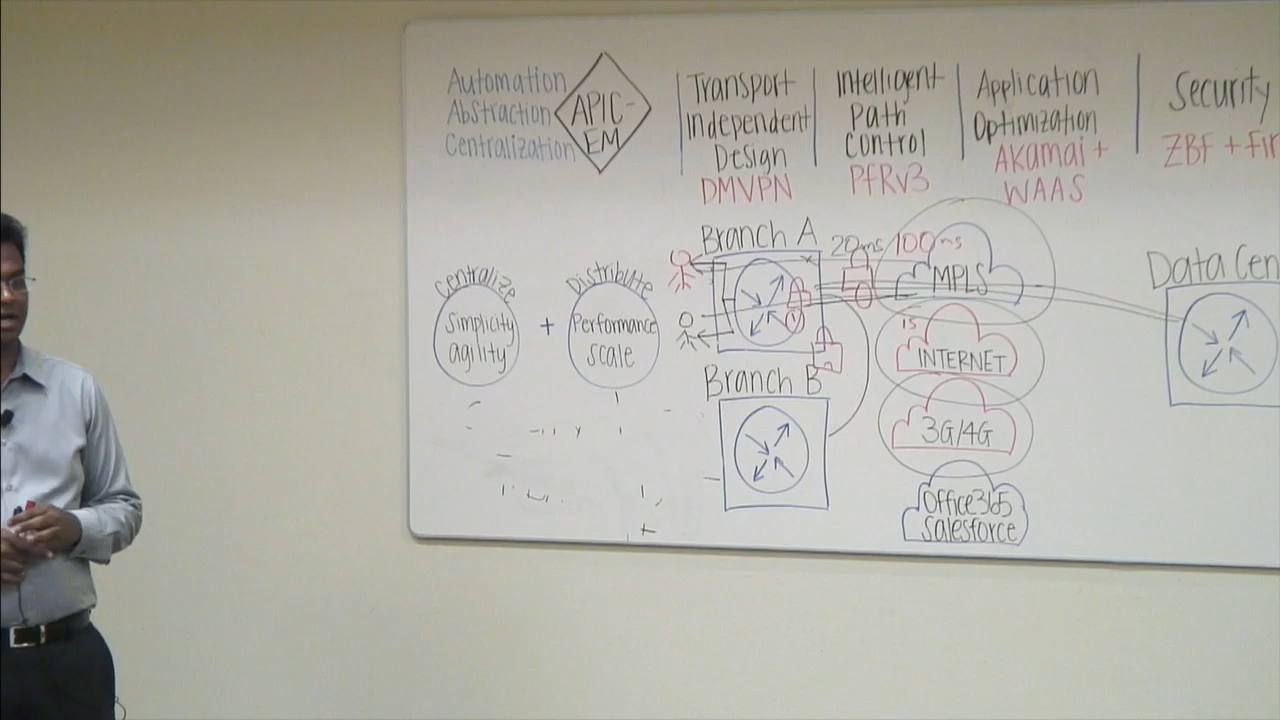 Automation
Abstraction
Centralization
APIC-
EM
Transport
Independent
Design
DMVPN
Intelligent
Path
Control
PfRv3
Application
Optimization
Akamai +
WAAS
Security
ZBF + Fir
Centralize
Simplicity
agility
+
Distribute
Performance
scale
Branch A
20ms
100ms
MPLS
15
INTERNET
3G/4G
Office365
Salesforce
Branch B
Data Cen